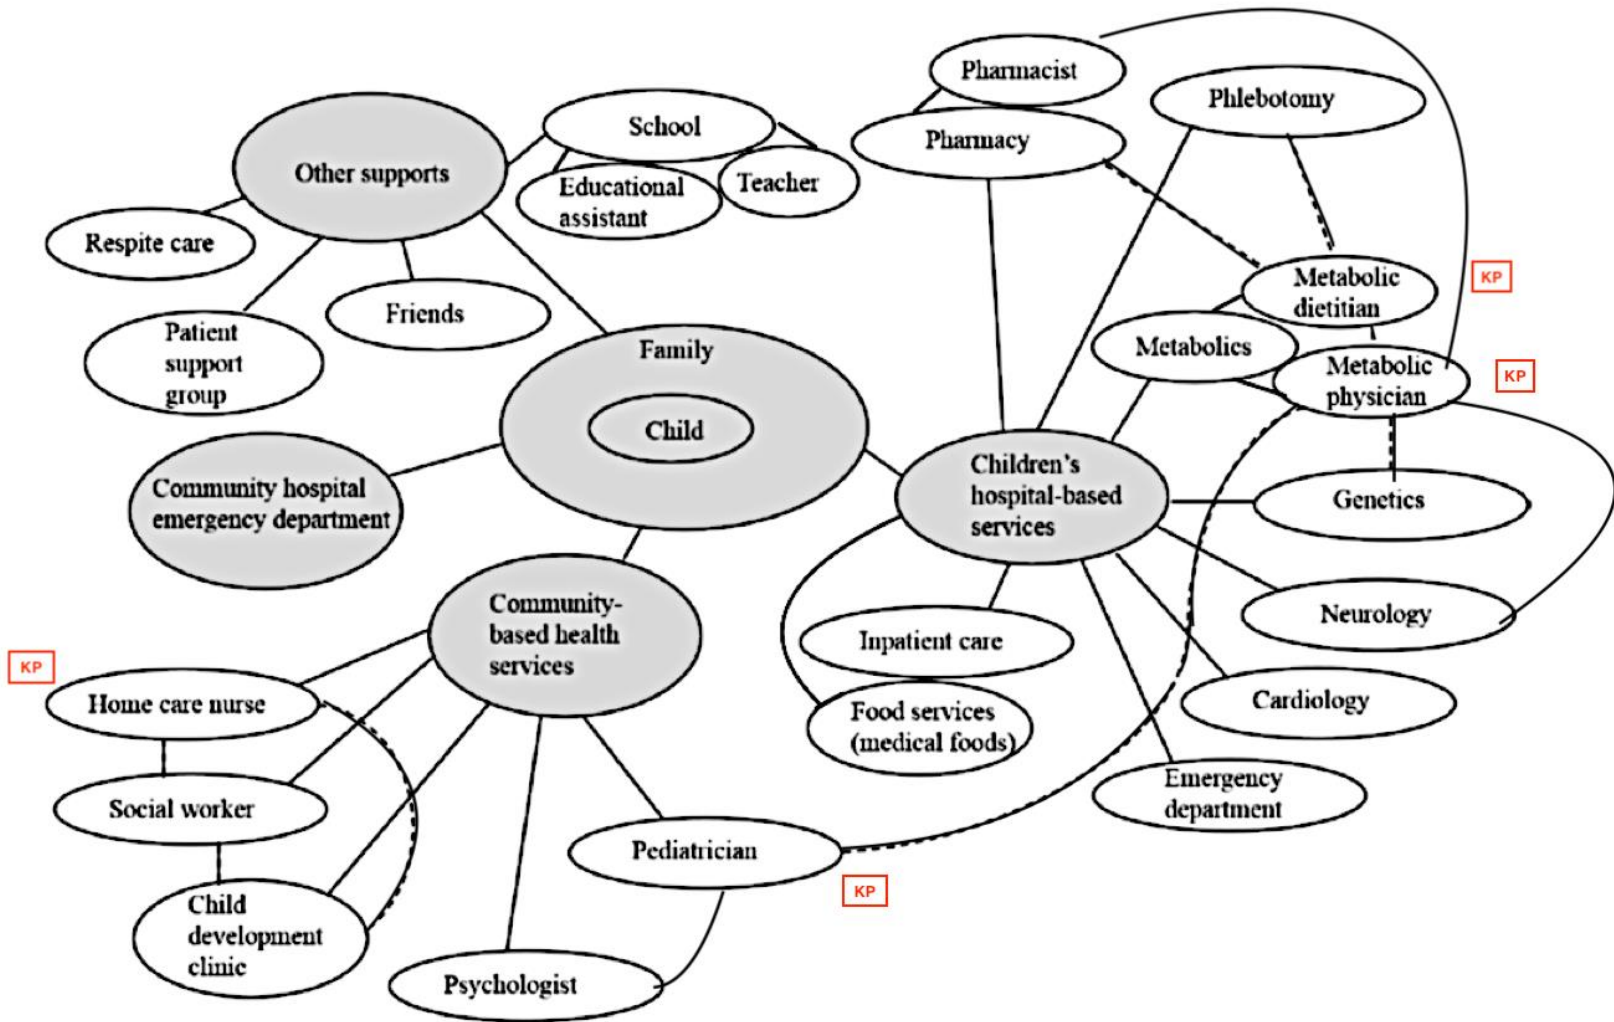 Pharmacist
Phlebotomy
School
Pharmacy
Other supports
Educational
assistant
Teacher
Respite care
Metabolic
dietitian
KP
Friends
Patient
support
group
Family
Metabolics
Metabolic
physician
KP
Child
Community hospital
emergency department
Children's
hospital-based
services
Genetics
Community-
based health
services
Neurology
Inpatient care
KP
Home care nurse
Cardiology
Food services
(medical foods)
Emergency
department
Social worker
Pediatrician
KP
Child
development
clinic
Psychologist